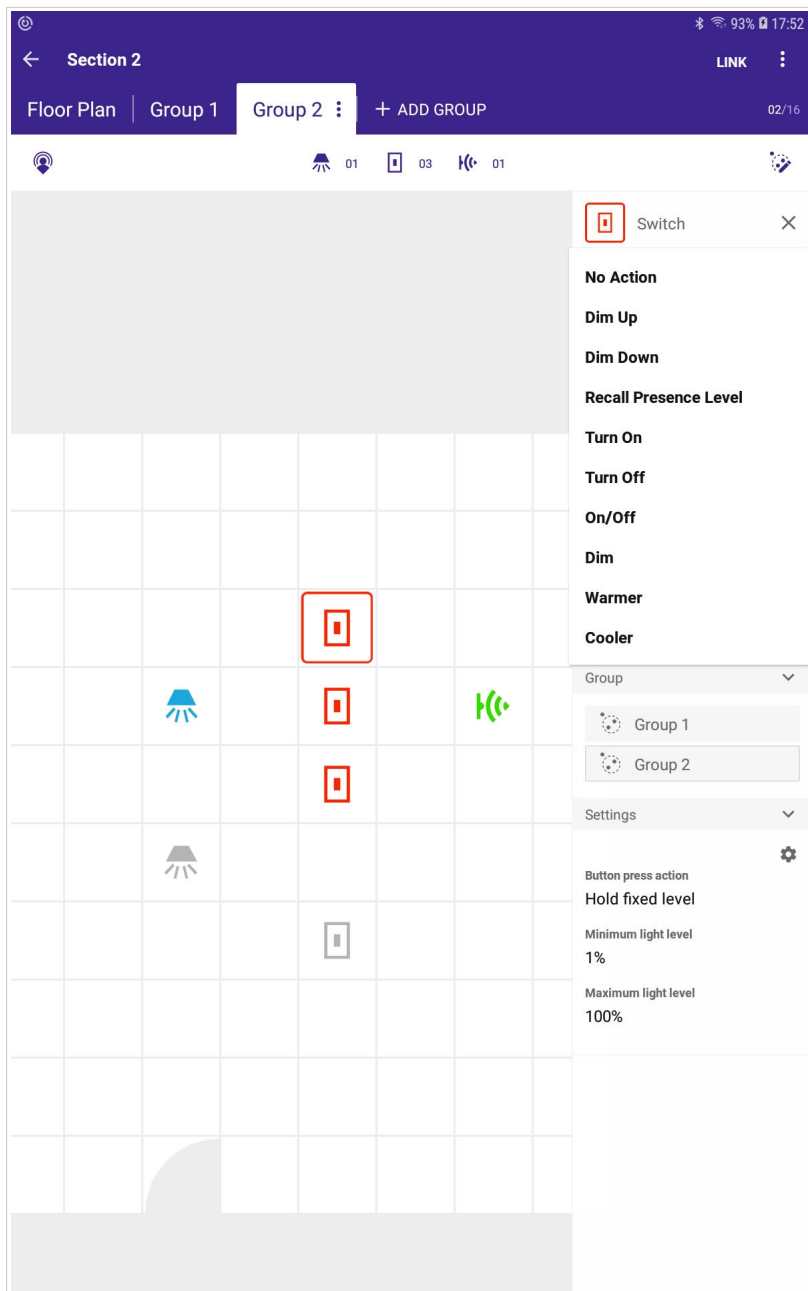 93% 17:52
Section 2
LINK
Floor Plan Group 1 Group 2 + ADD GROUP 02/16
01 03 01
Switch
No Action
Dim Up
Dim Down
Recall Presence Level
Turn On
Turn Off
On/Off
Dim
Warmer
Cooler
Group
Group 1
Group 2
Settings
Button press action
Hold fixed level
Minimum light level
1%
Maximum light level
100%